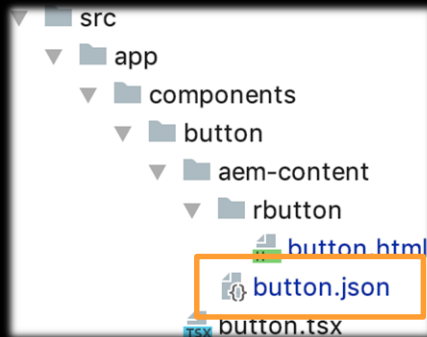 src
app
components
button
aem-content
rbutton
button.html
button.json
button.tsx